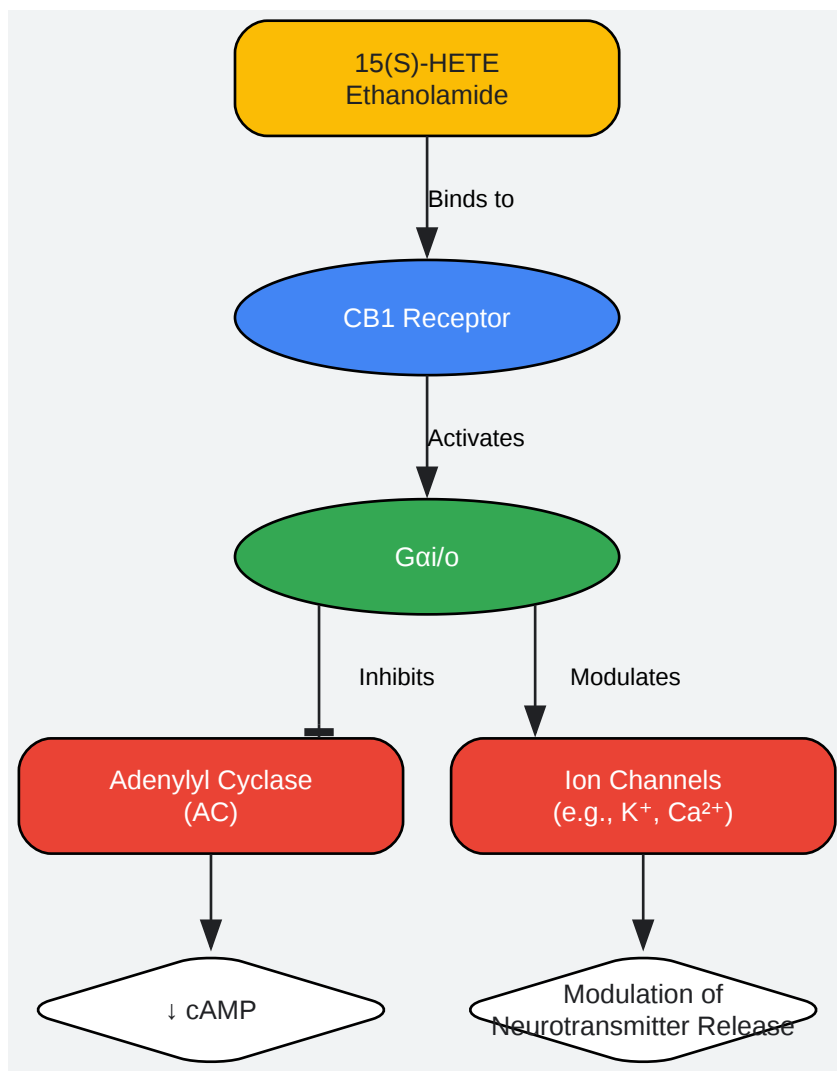 15(S)-HETE
Ethanolamide
Binds to
CB1 Receptor
Activates
Gαi/o
Inhibits
Modulates
Adenylyl Cyclase
(AC)
Ion Channels
(e.g., K⁺, Ca²⁺)
↓ cAMP
Modulation of
Neurotransmitter Release